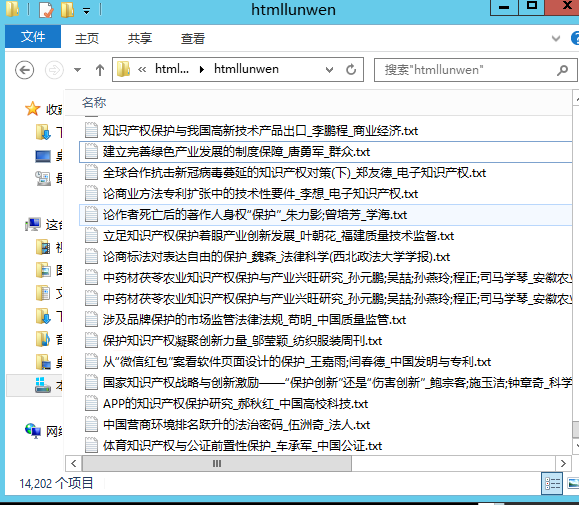 htmllunwen
文件 主页 共享 查看
« html... htmllunwen 搜索"htmllunwen"
名称
收藏
这台
网络
知识产权保护与我国高新技术产品出口_李鹏程_商业经济.txt
建立完善绿色产业发展的制度保障_唐勇军_群众.txt
全球合作抗击新冠病毒蔓延的知识产权对策(下)_郑友德_电子知识产权.txt
论商业方法专利扩张中的技术性要件_李想_电子知识产权.txt
论作者死亡后的著作人身权“保护”_朱力影;曾培芳_学海.txt
立足知识产权保护着眼产业创新发展_叶朝花_福建质量技术监督.txt
论商标法对表达自由的保护_魏森_法律科学(西北政法大学学报).txt
中药材茯苓农业知识产权保护与产业兴旺研究_孙元鹏;吴喆;孙燕玲;程正;司马学琴_安徽农业
中药材茯苓农业知识产权保护与产业兴旺研究_孙元鹏;吴喆;孙燕玲;程正;司马学琴_安徽农业
涉及品牌保护的市场监管法律法规_苟明_中国质量监管.txt
保护知识产权凝聚创新力量_邬莹颖_纺织服装周刊.txt
从“微信红包”案看软件页面设计的保护_王嘉雨;闫春德_中国发明与专利.txt
国家知识产权战略与创新激励——“保护创新”还是“伤害创新”_鲍宗客;施玉洁;钟章奇_科学
APP的知识产权保护研究_郝秋红_中国高校科技.txt
中国营商环境排名跃升的法治密码_伍洲奇_法人.txt
体育知识产权与公证前置性保护_车承军_中国公证.txt
14,202 个项目